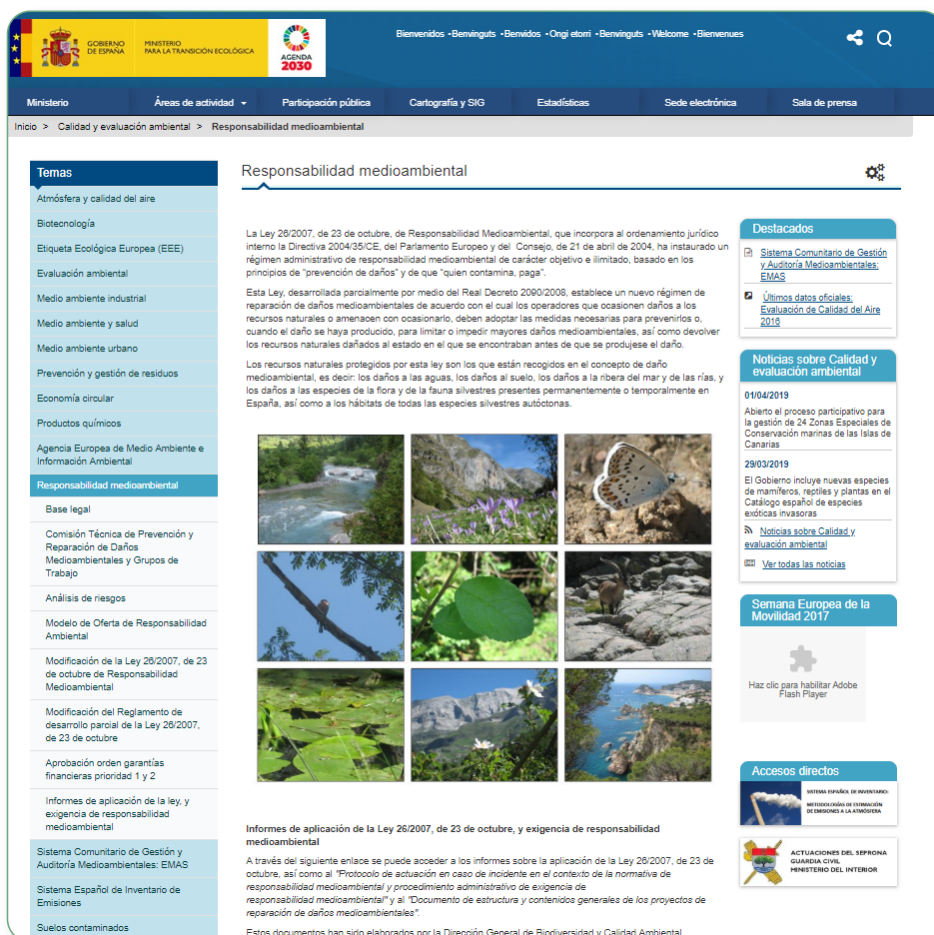 GOBIERNO
DE ESPAÑA
MINISTERIO
PARA LA TRANSICIÓN ECOLÓGICA
AGENDA
2030
Bienvenidos -Benvinguts -Benvidos -Ongi etorri -Benvinguts -Welcome -Bienvenues
Ministerio
Áreas de actividad
Participación pública
Cartografía y SIG
Estadísticas
Sede electrónica
Sala de prensa
Inicio > Calidad y evaluación ambiental > Responsabilidad medioambiental
Temas
Atmósfera y calidad del aire
Biotecnología
Etiqueta Ecológica Europea (EEE)
Evaluación ambiental
Medio ambiente industrial
Medio ambiente y salud
Medio ambiente urbano
Prevención y gestión de residuos
Economía circular
Productos químicos
Agencia Europea de Medio Ambiente e
Información Ambiental
Responsabilidad medioambiental
Base legal
Comisión Técnica de Prevención y
Reparación de Daños
Medioambientales y Grupos de
Trabajo
Análisis de riesgos
Modelo de Oferta de Responsabilidad
Ambiental
Modificación de la Ley 26/2007, de 23
de octubre de Responsabilidad
Medioambiental
Modificación del Reglamento de
desarrollo parcial de la Ley 26/2007,
de 23 de octubre
Aprobación orden garantías
financieras prioridad 1 y 2
Informes de aplicación de la ley, y
exigencia de responsabilidad
medioambiental
Sistema Comunitario de Gestión y
Auditoría Medioambientales: EMAS
Sistema Español de Inventario de
Emisiones
Suelos contaminados
Responsabilidad medioambiental
La Ley 26/2007, de 23 de octubre, de Responsabilidad Medioambiental, que incorpora al ordenamiento jurídico
interno la Directiva 2004/35/CE, del Parlamento Europeo y del Consejo, de 21 de abril de 2004, ha instaurado un
régimen administrativo de responsabilidad medioambiental de carácter objetivo e ilimitado, basado en los
principios de "prevención de daños" y de que "quien contamina, paga".
Esta Ley, desarrollada parcialmente por medio del Real Decreto 2090/2008, establece un nuevo régimen de
reparación de daños medioambientales de acuerdo con el cual los operadores que ocasionen daños a los
recursos naturales o amenacen con ocasionarlo, deben adoptar las medidas necesarias para prevenirlos o,
cuando el daño se haya producido, para limitar o impedir mayores daños medioambientales, así como devolver
los recursos naturales dañados al estado en el que se encontraban antes de que se produjese el daño.
Los recursos naturales protegidos por esta ley son los que están recogidos en el concepto de daño
medioambiental, es decir: los daños a las aguas, los daños al suelo, los daños a la ribera del mar y de las rías, y
los daños a las especies de la flora y de la fauna silvestres presentes permanentemente o temporalmente en
España, así como a los hábitats de todas las especies silvestres autóctonas.
Informes de aplicación de la Ley 26/2007, de 23 de octubre, y exigencia de responsabilidad
medioambiental
A través del siguiente enlace se puede acceder a los informes sobre la aplicación de la Ley 26/2007, de 23 de
octubre, así como al "Protocolo de actuación en caso de incidente en el contexto de la normativa de
responsabilidad medioambiental y procedimiento administrativo de exigencia de
responsabilidad medioambiental" y al "Documento de estructura y contenidos generales de los proyectos de
reparación de daños medioambientales".
Estos documentos han sido elaborados por la Dirección General de Biodiversidad y Calidad Ambiental
Destacados
Sistema Comunitario de Gestión
y Auditoría Medioambientales:
EMAS
Últimos datos oficiales:
Evaluación de Calidad del Aire
2016
Noticias sobre Calidad y
evaluación ambiental
01/04/2019
Abierto el proceso participativo para
la gestión de 24 Zonas Especiales de
Conservación marinas de las Islas de
Canarias
29/03/2019
El Gobierno incluye nuevas especies
de mamíferos, reptiles y plantas en el
Catálogo español de especies
exóticas invasoras
Noticias sobre Calidad y
evaluación ambiental
Ver todas las noticias
Semana Europea de la
Movilidad 2017
Haz clic para habilitar Adobe
Flash Player
Accesos directos
SISTEMA ESPAÑOL DE INVENTARIO:
METODOLOGÍAS DE ESTIMACIÓN
DE EMISIONES A LA ATMÓSFERA
ACTUACIONES DEL SEPRONA
GUARDIA CIVIL
MINISTERIO DEL INTERIOR